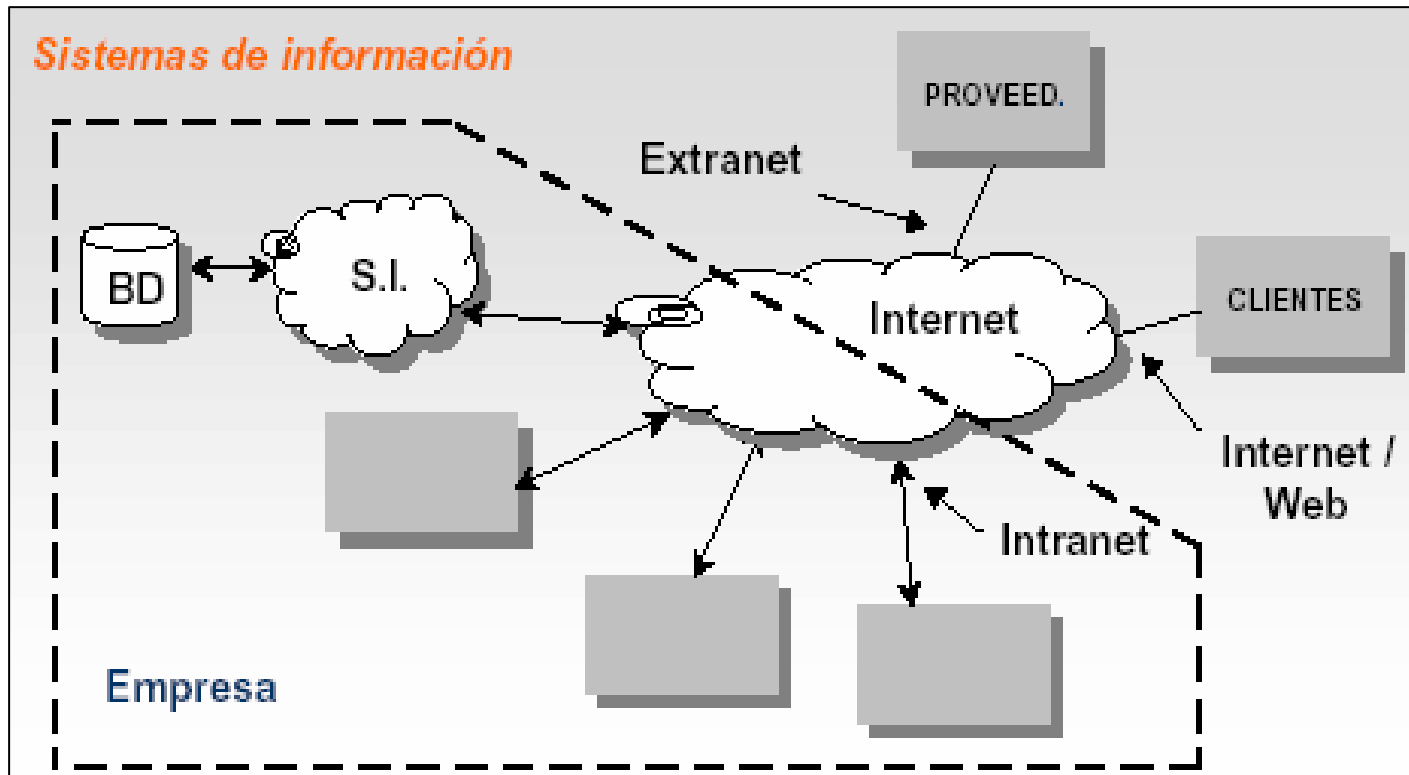 Sistemas de información
PROVEED.
Extranet
BD
S.I.
Internet
CLIENTES
Internet /
Web
Intranet
Empresa